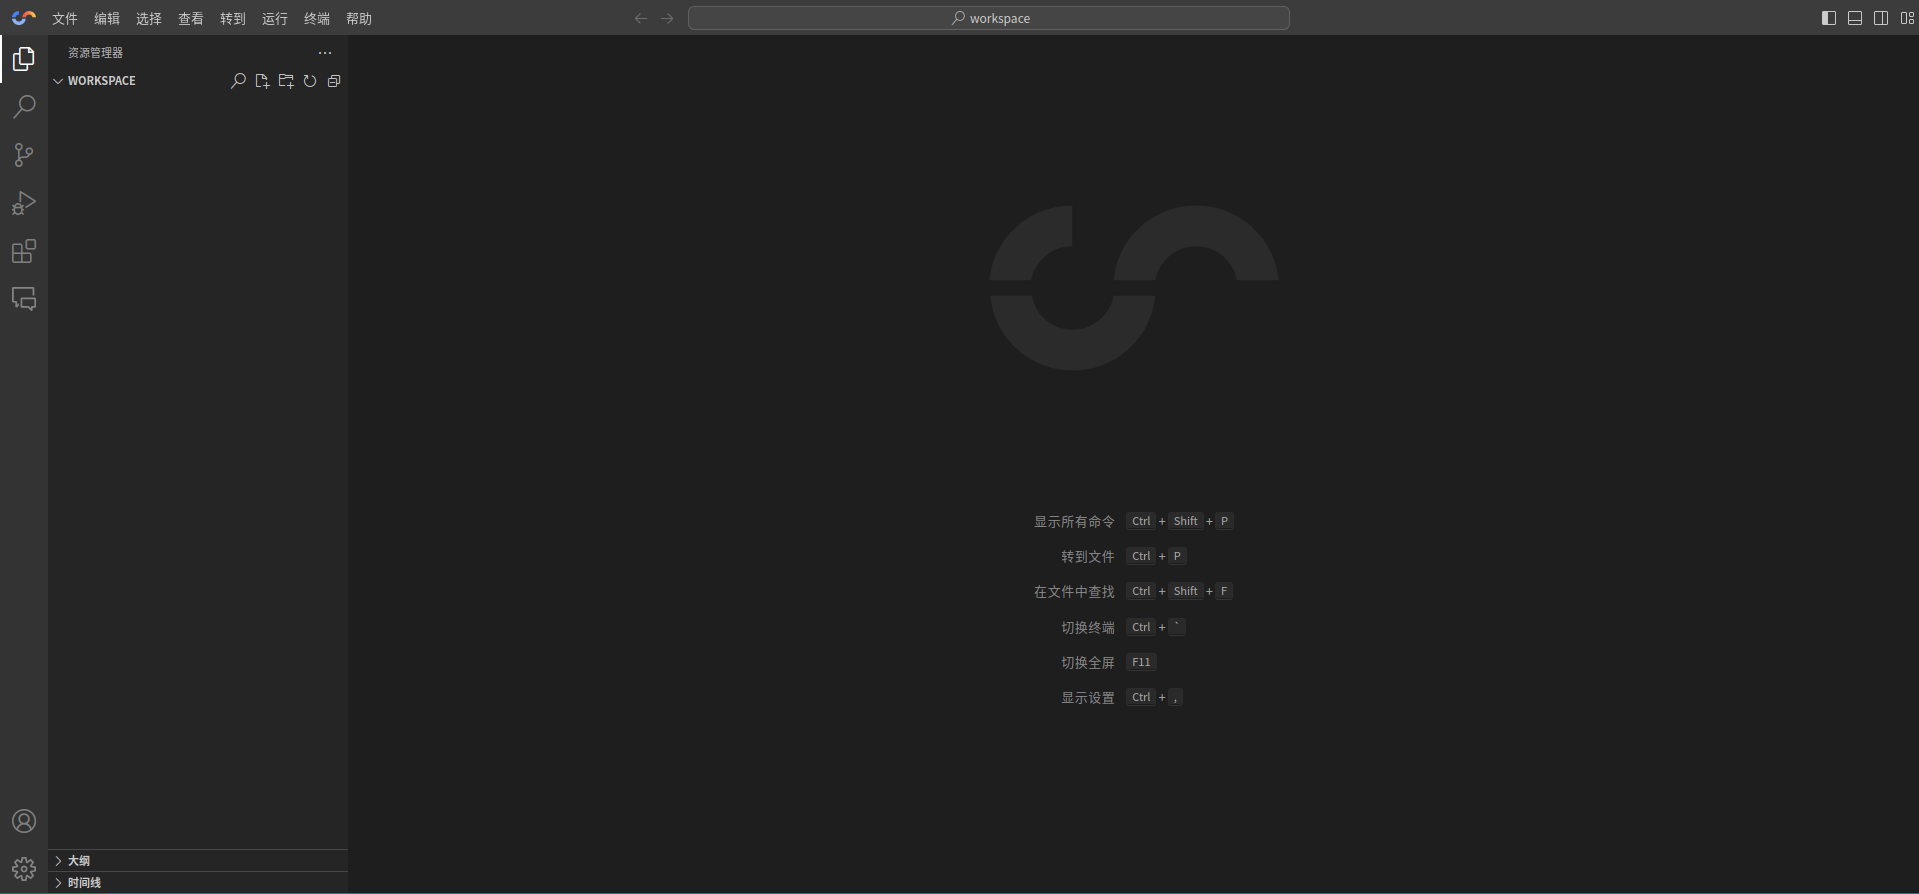 文件 编辑 选择 查看 转到 运行 终端 帮助 workspace
资源管理器
WORKSPACE
显示所有命令 Ctrl + Shift + P
转到文件 Ctrl + P
在文件中查找 Ctrl + Shift + F
切换终端 Ctrl + `
切换全屏 F11
显示设置 Ctrl + ,
大纲
时间线